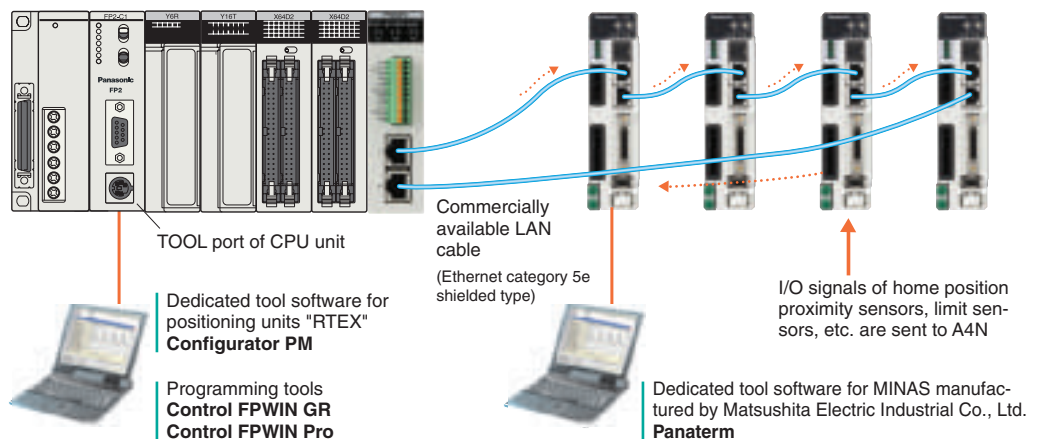 FP2-C1
Y6R
Y16T
X64D2
X64D2
Panasonic
FP2
TOOL port of CPU unit
Commercially
available LAN
cable
(Ethernet category 5e
shielded type)
I/O signals of home position
proximity sensors, limit sen-
sors, etc. are sent to A4N
Dedicated tool software for
positioning units "RTEX"
Configurator PM
Programming tools
Control FPWIN GR
Control FPWIN Pro
Dedicated tool software for MINAS manufac-
tured by Matsushita Electric Industrial Co., Ltd.
Panaterm